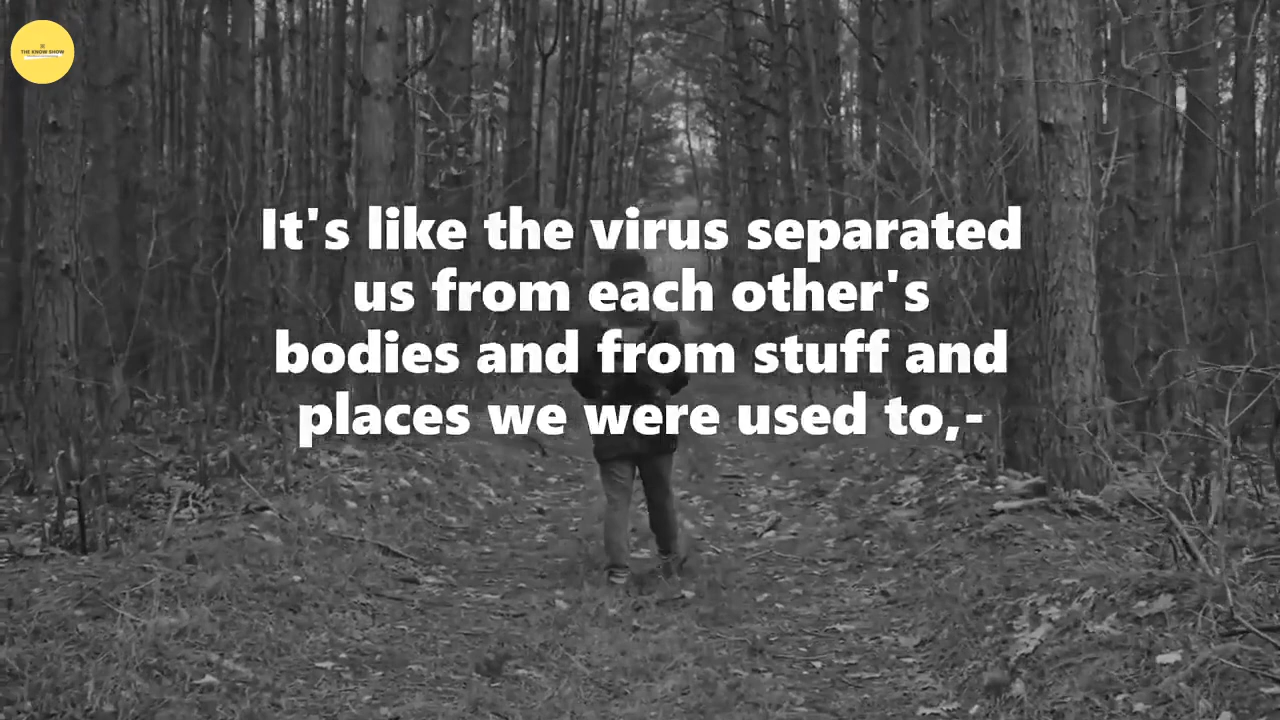 THE KNOW SHOW
It's like the virus separated
us from each other's
bodies and from stuff and
places we were used to,-